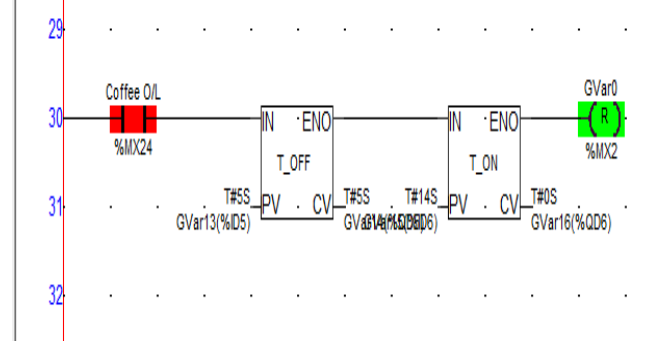 29
Coffee O/L
GVar0
30
IN ENO
IN ENO
R
%MX24
%MX2
T_OFF
T_ON
T#5S
T#5S
T#14S
T#0S
31
PV CV
PV CV
GVar13(%ID5)
GVar16(%QD6)
32